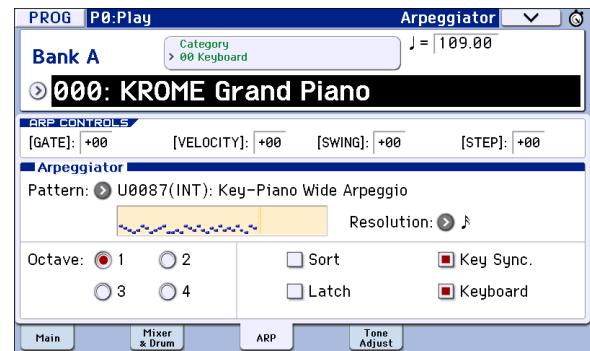 PROG P0:Play Arpeggiator
Bank A
Category
00 Keyboard
♩= 109.00
000: KROME Grand Piano
ARP CONTROLS
[GATE]: +00 [VELOCITY]: +00 [SWING]: +00 [STEP]: +00
Arpeggiator
Pattern: U0087(INT): Key-Piano Wide Arpeggio
Resolution:
Octave: 1 2 Sort Key Sync.
3 4 Latch Keyboard
Main Mixer & Drum ARP Tone Adjust